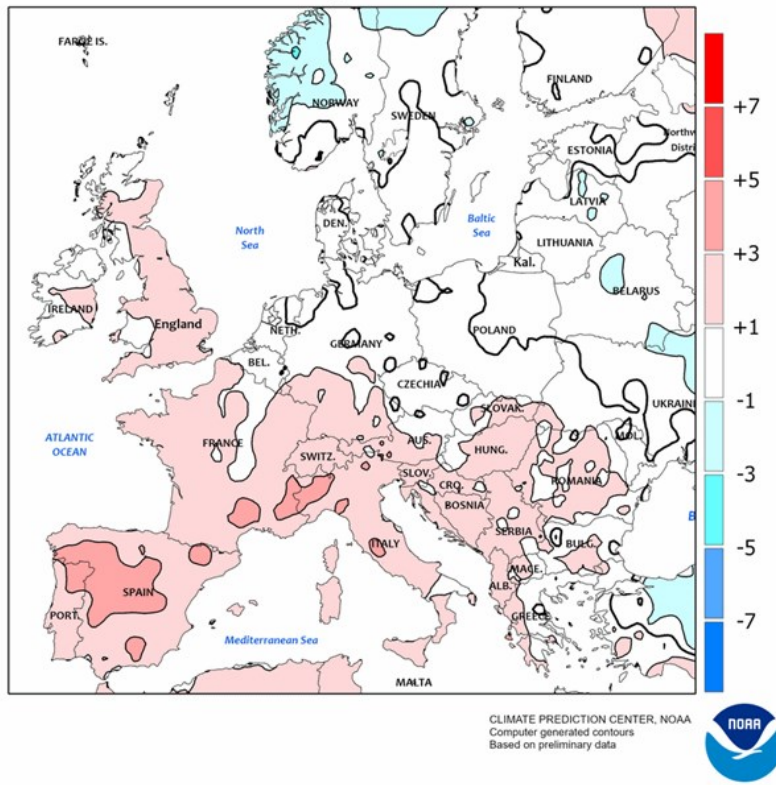 FAROE IS.
FINLAND
NORWAY
SWEDEN
ESTONIA
Northw
Distri
LATVIA
North
Sea
Baltic
Sea
DEN.
LITHUANIA
Kal.
BELARUS
IRELAND
England
NETH.
GERMANY
POLAND
BEL.
CZECHIA
UKRAINI
SLOVAK.
ATLANTIC
OCEAN
FRANCE
AUS.
MOL.
SWITZ.
HUNG.
SLOV.
CRO.
ROMANIA
BOSNIA
B
SERBIA
ITALY
BULG.
MACE.
ALB.
SPAIN
PORT.
GREECE
Mediterranean Sea
MALTA
+7
+5
+3
+1
-1
-3
-5
-7
CLIMATE PREDICTION CENTER, NOAA
Computer generated contours
Based on preliminary data
NOAA